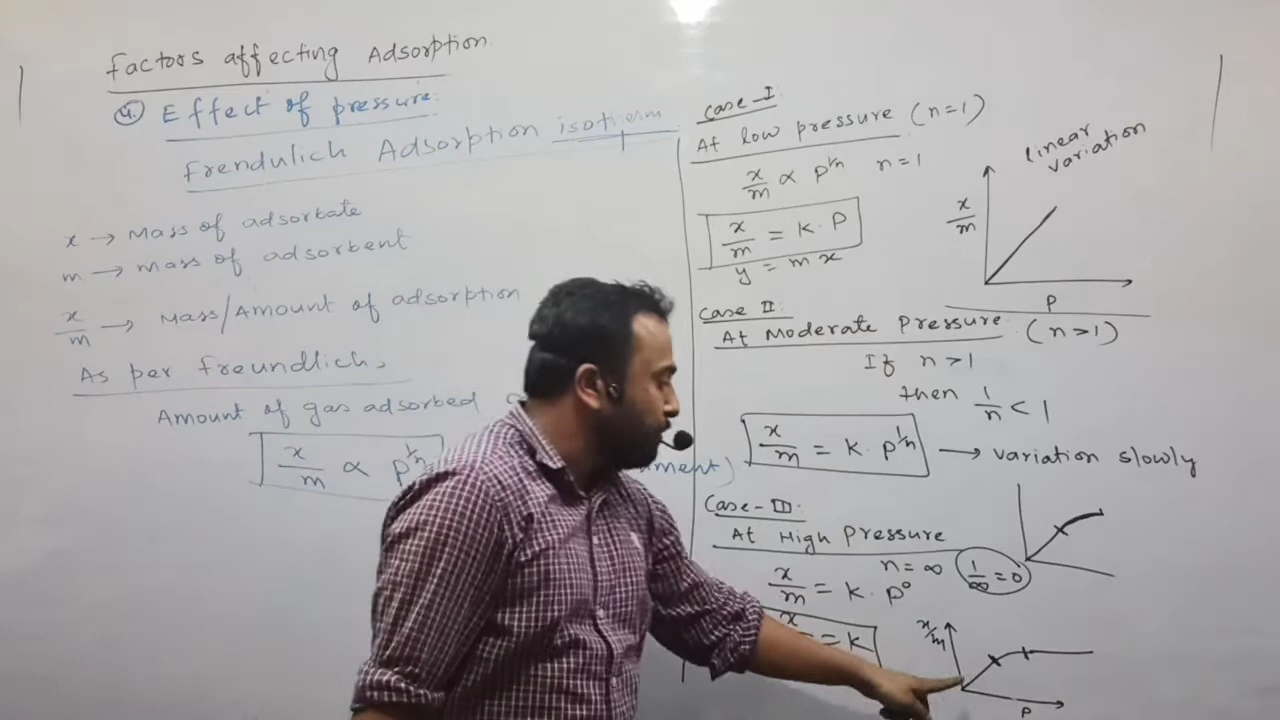 Factors affecting Adsorption
4. Effect of pressure:
Frendulich Adsorption isotherm
x → Mass of adsorbate
m → mass of adsorbent
x/m → Mass/Amount of adsorption
As per freundlich,
Amount of gas adsorbed
x/m ∝ p^1/n
Case-I:
At low pressure (n=1)
x/m ∝ p^1/n n=1
x/m = K.P
y = mx
linear
variation
x/m
P
Case II:
At Moderate Pressure (n>1)
If n>1
then 1/n < 1
x/m = K.P^1/n → variation slowly
Case-III:
At High Pressure
n=∞ 1/∞=0
x/m = K.P^0
= K
x/m
P